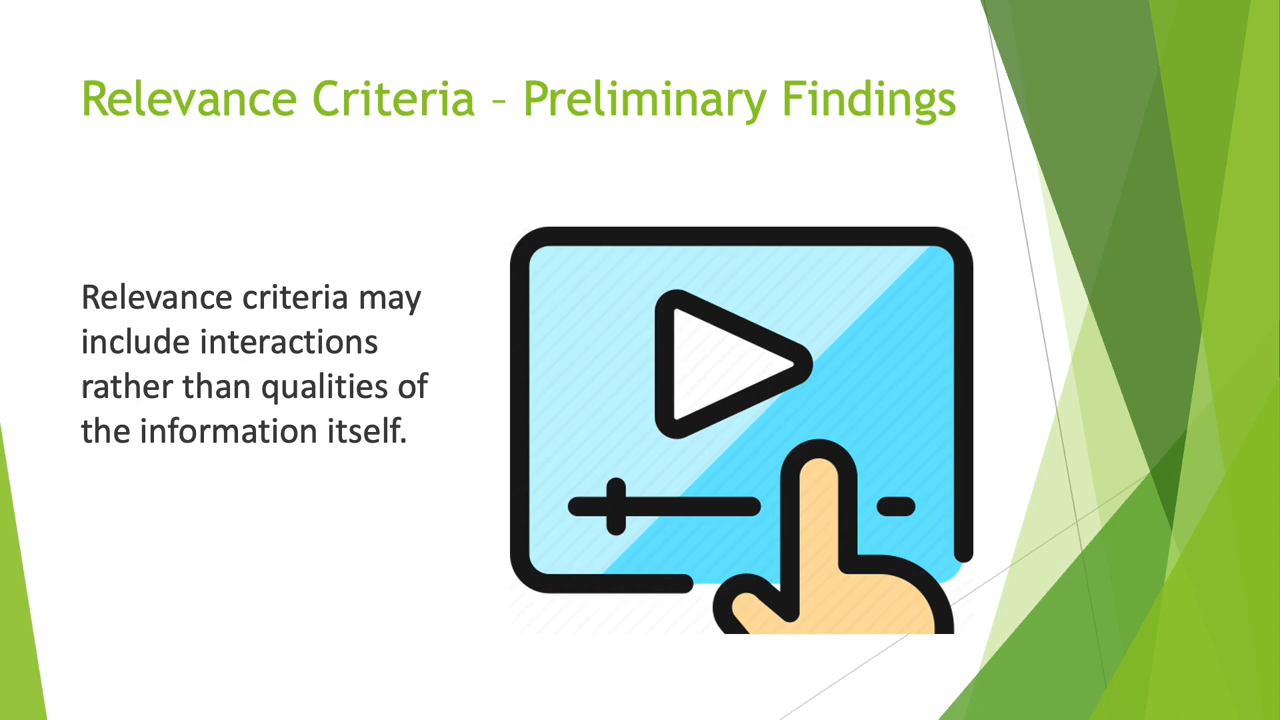 Relevance Criteria – Preliminary Findings
Relevance criteria may
include interactions
rather than qualities of
the information itself.